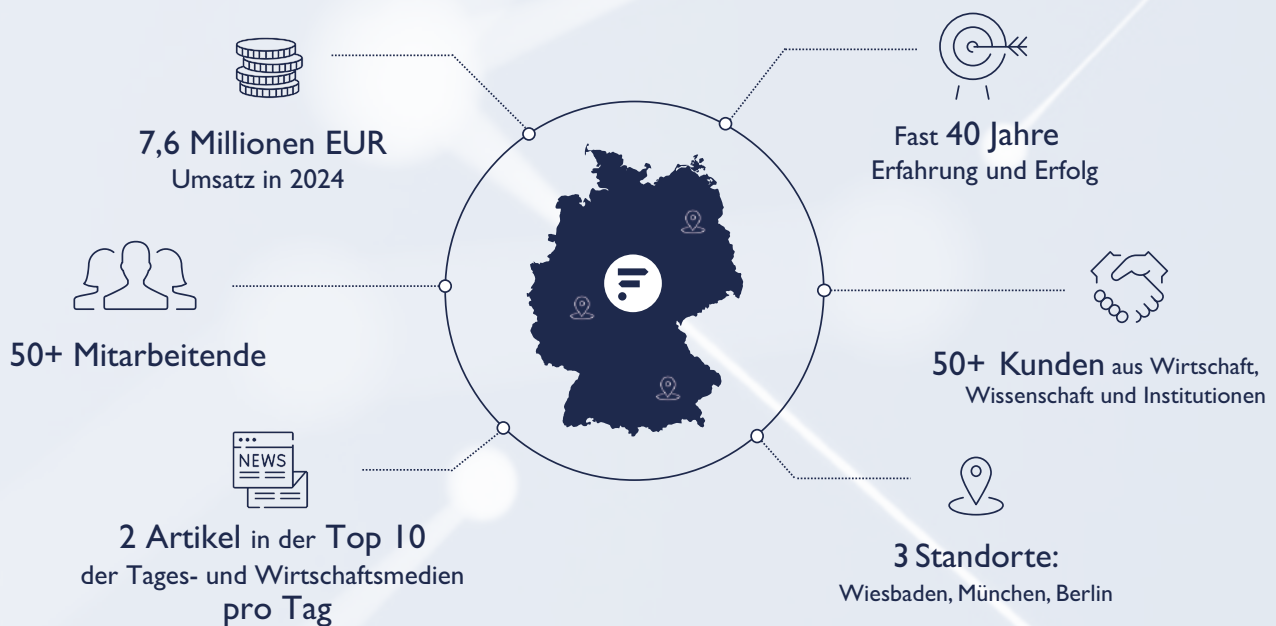 7,6 Millionen EUR
Umsatz in 2024
Fast 40 Jahre
Erfahrung und Erfolg
50+ Mitarbeitende
50+ Kunden aus Wirtschaft,
Wissenschaft und Institutionen
NEWS
2 Artikel in der Top 10
der Tages- und Wirtschaftsmedien
pro Tag
3 Standorte:
Wiesbaden, München, Berlin